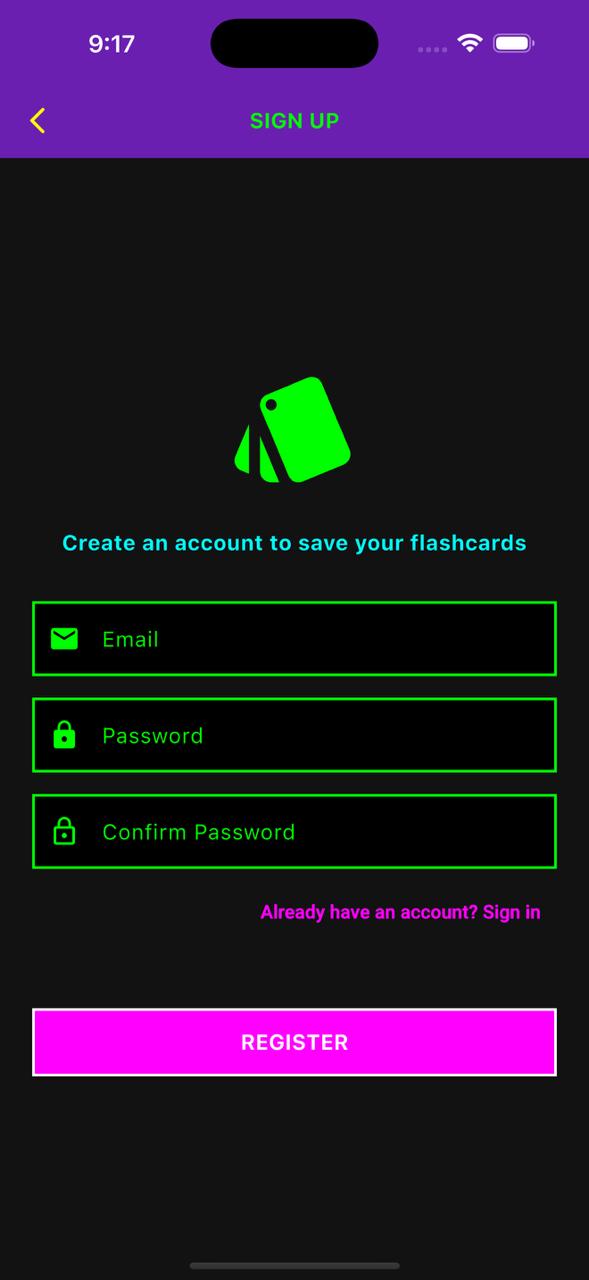 9:17
SIGN UP
Create an account to save your flashcards
Email
Password
Confirm Password
Already have an account? Sign in
REGISTER